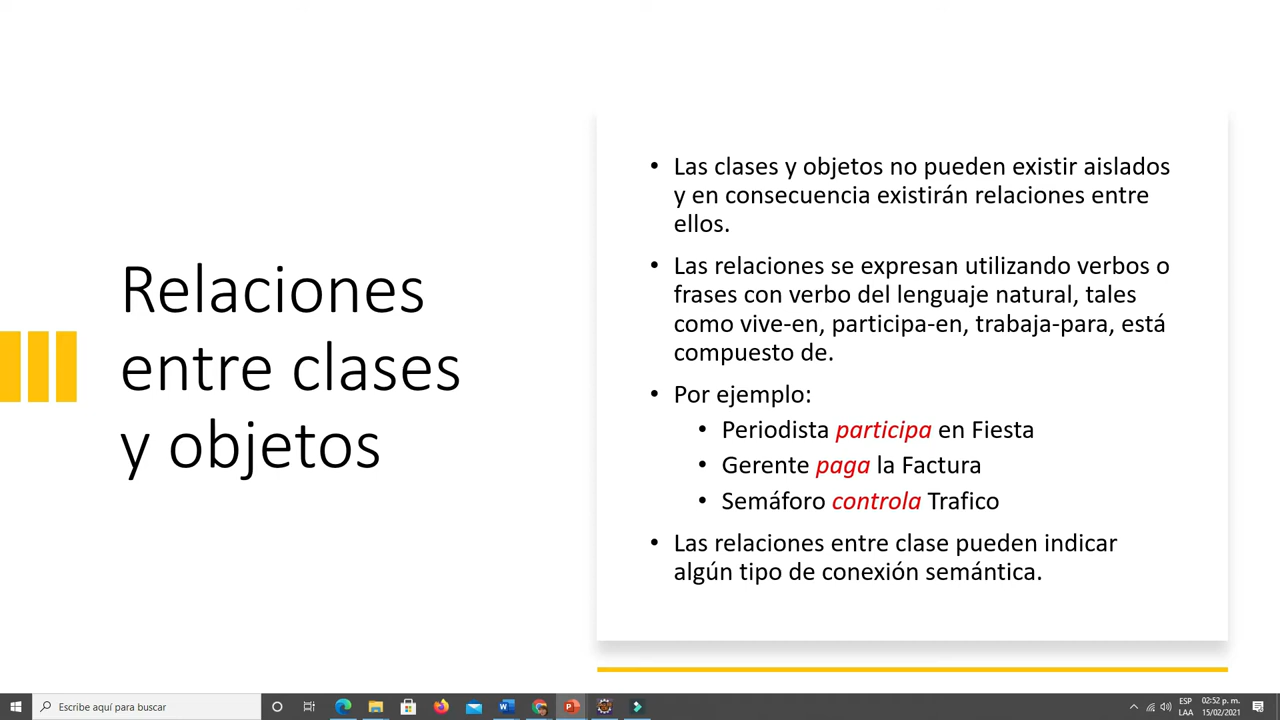 Relaciones
entre clases
y objetos
• Las clases y objetos no pueden existir aislados
y en consecuencia existirán relaciones entre
ellos.
• Las relaciones se expresan utilizando verbos o
frases con verbo del lenguaje natural, tales
como vive-en, participa-en, trabaja-para, está
compuesto de.
• Por ejemplo:
• Periodista participa en Fiesta
• Gerente paga la Factura
• Semáforo controla Trafico
• Las relaciones entre clase pueden indicar
algún tipo de conexión semántica.
Escribe aquí para buscar
ESP
LAA
02:52 p. m.
15/02/2021